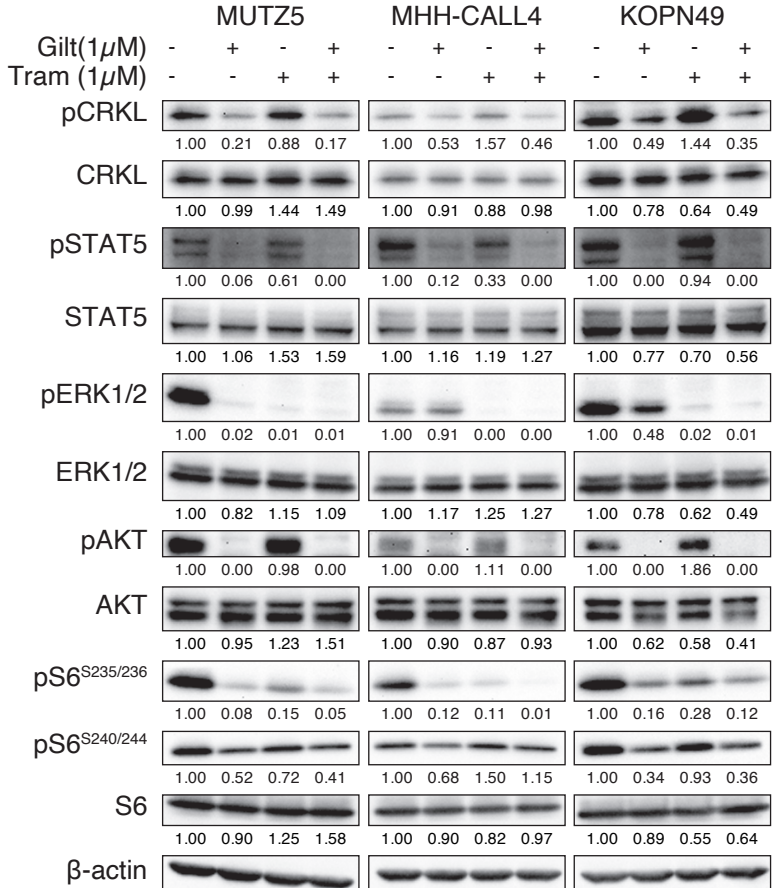 MUTZ5 MHH-CALL4 KOPN49
Gilt(1µM) - + - + - + - + - + - +
Tram (1µM) - - + + - - + + - - + +
pCRKL
1.00 0.21 0.88 0.17 1.00 0.53 1.57 0.46 1.00 0.49 1.44 0.35
CRKL
1.00 0.99 1.44 1.49 1.00 0.91 0.88 0.98 1.00 0.78 0.64 0.49
pSTAT5
1.00 0.06 0.61 0.00 1.00 0.12 0.33 0.00 1.00 0.00 0.94 0.00
STAT5
1.00 1.06 1.53 1.59 1.00 1.16 1.19 1.27 1.00 0.77 0.70 0.56
pERK1/2
1.00 0.02 0.01 0.01 1.00 0.91 0.00 0.00 1.00 0.48 0.02 0.01
ERK1/2
1.00 0.82 1.15 1.09 1.00 1.17 1.25 1.27 1.00 0.78 0.62 0.49
pAKT
1.00 0.00 0.98 0.00 1.00 0.00 1.11 0.00 1.00 0.00 1.86 0.00
AKT
1.00 0.95 1.23 1.51 1.00 0.90 0.87 0.93 1.00 0.62 0.58 0.41
pS6S235/236
1.00 0.08 0.15 0.05 1.00 0.12 0.11 0.01 1.00 0.16 0.28 0.12
pS6S240/244
1.00 0.52 0.72 0.41 1.00 0.68 1.50 1.15 1.00 0.34 0.93 0.36
S6
1.00 0.90 1.25 1.58 1.00 0.90 0.82 0.97 1.00 0.89 0.55 0.64
β-actin